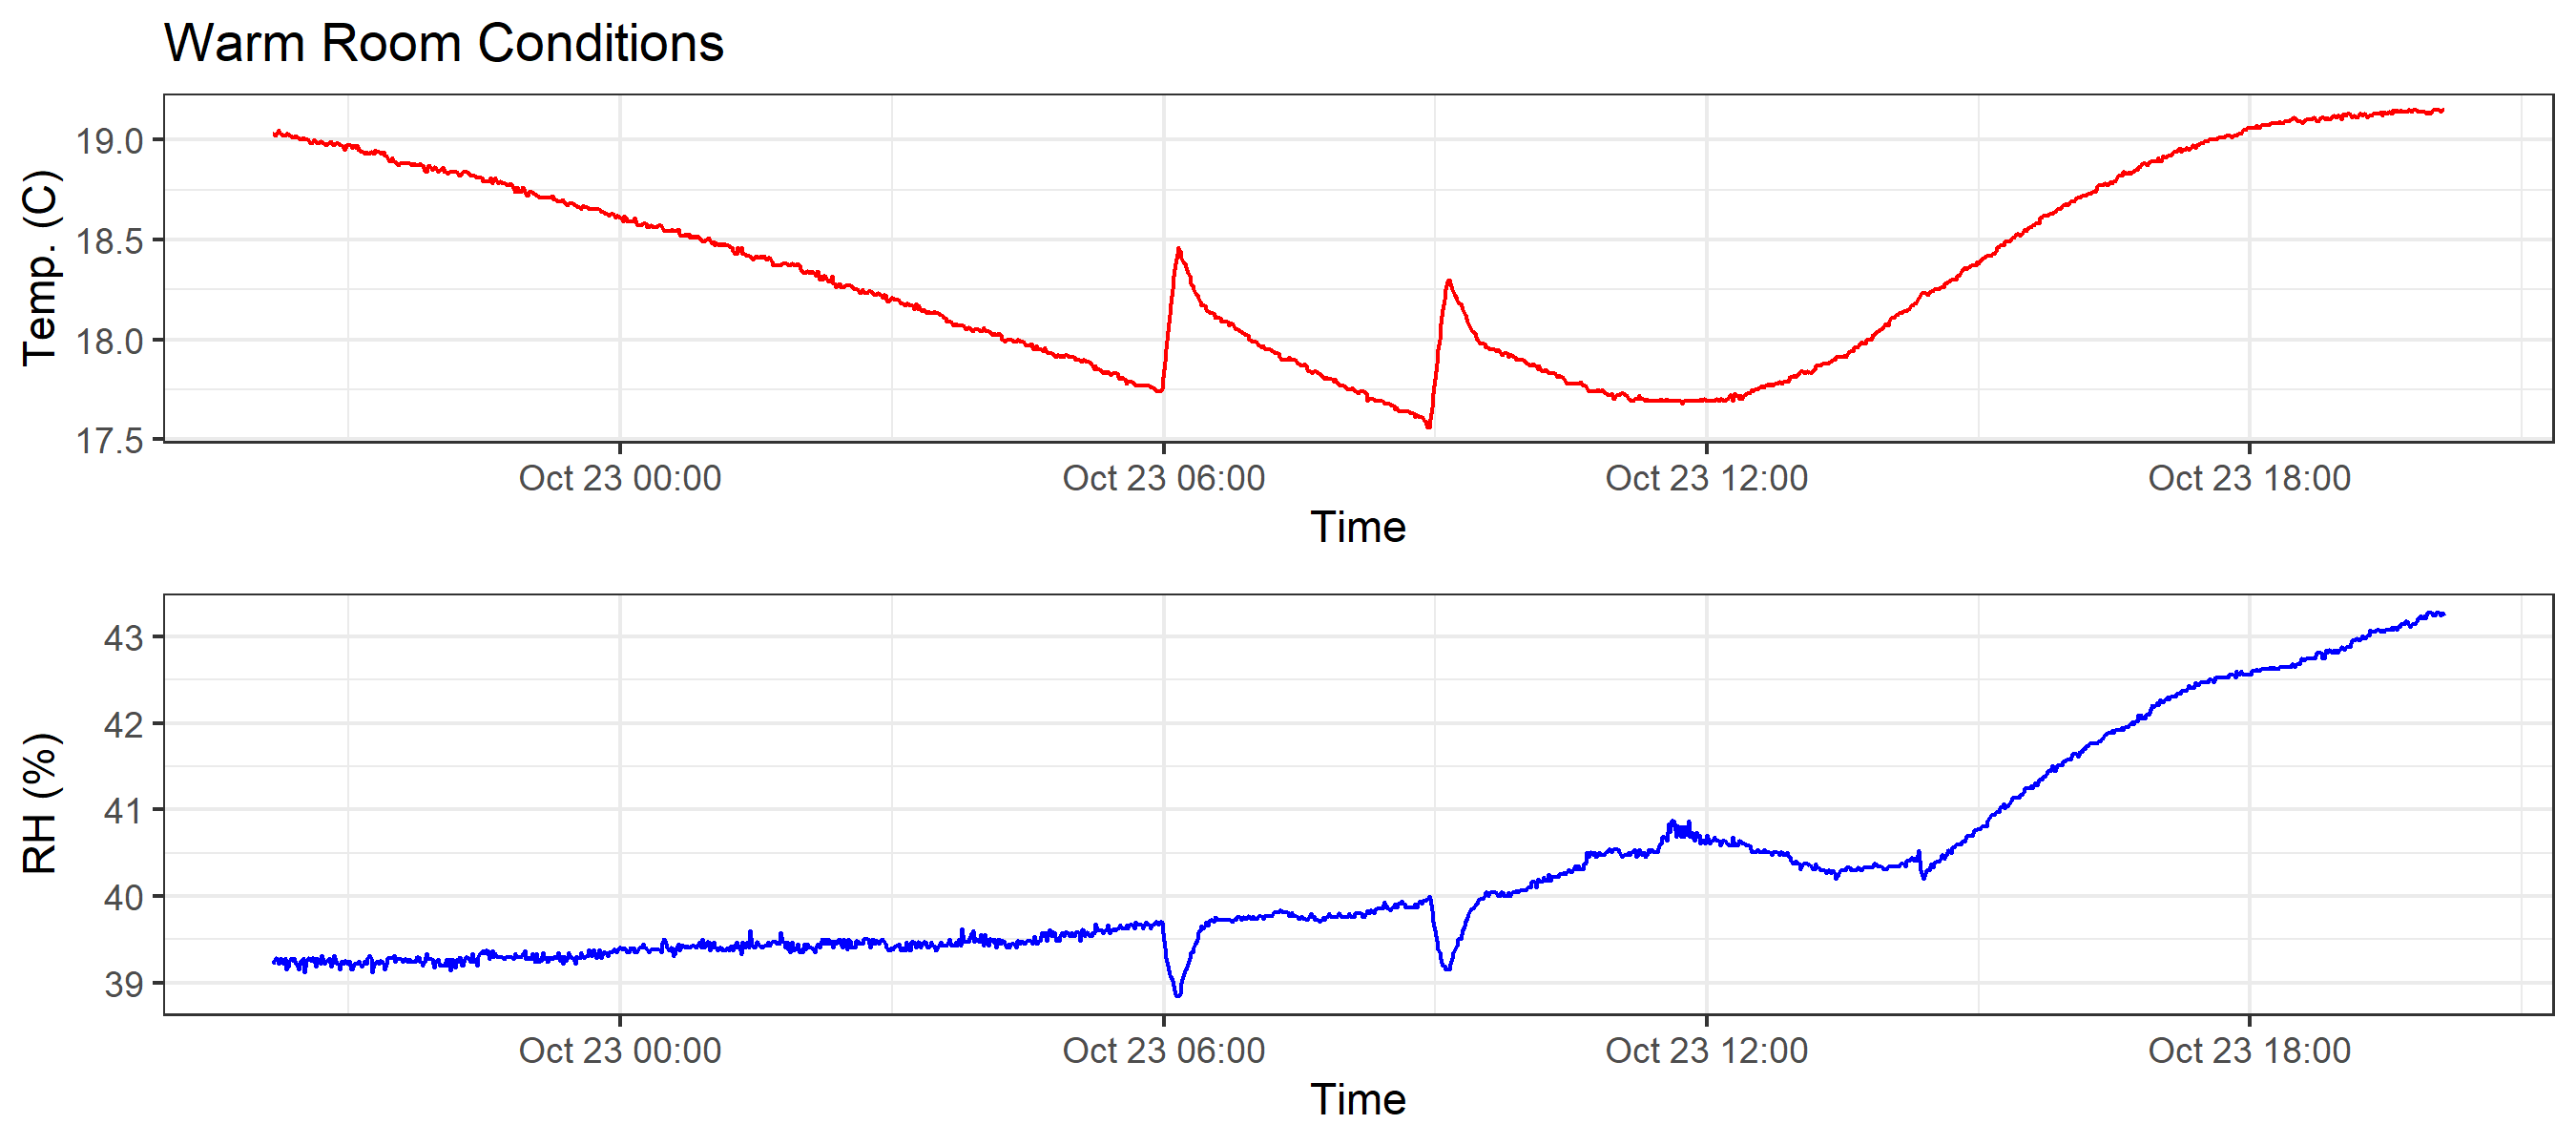 Warm Room Conditions
Temp. (C)
19.0
18.5
18.0
17.5
Oct 23 00:00 Oct 23 06:00 Oct 23 12:00 Oct 23 18:00
Time
RH (%)
43
42
41
40
39
Oct 23 00:00 Oct 23 06:00 Oct 23 12:00 Oct 23 18:00
Time